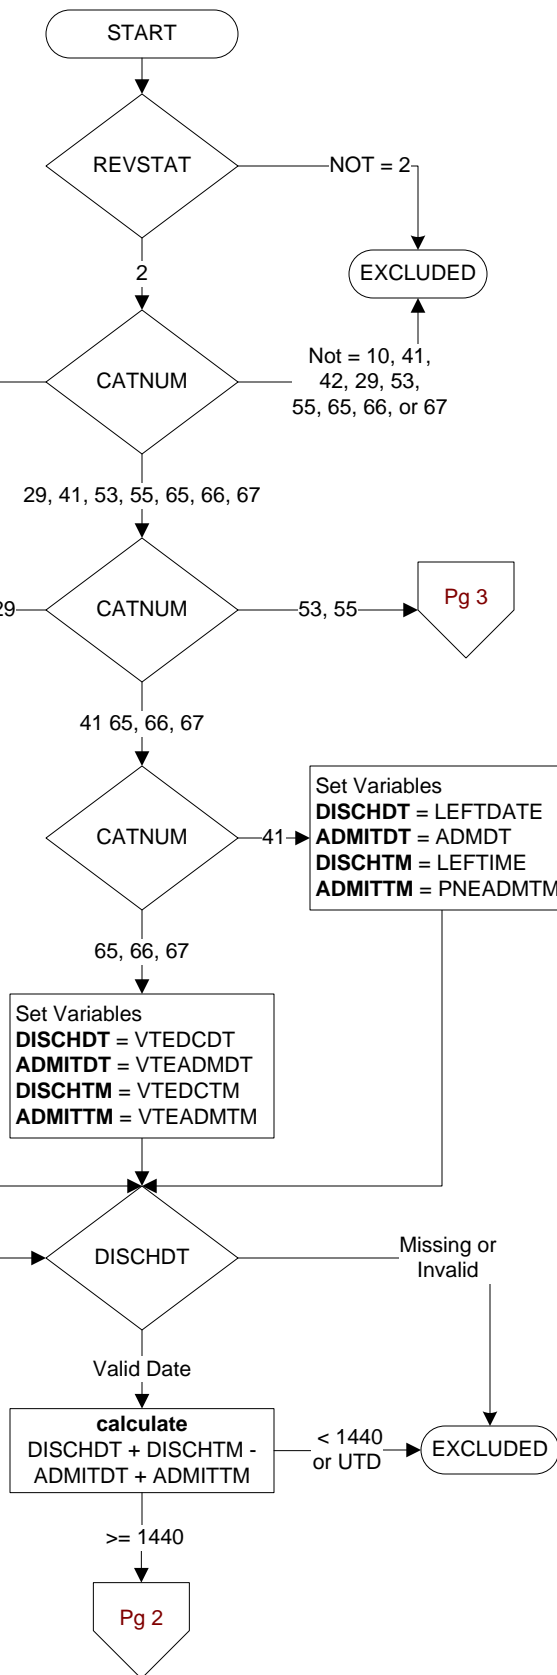 START
REVSTAT
NOT = 2
2
EXCLUDED
CATNUM
Not = 10, 41,
42, 29, 53,
55, 65, 66, or 67
29, 41, 53, 55, 65, 66, 67
29
CATNUM
53, 55
Pg 3
41 65, 66, 67
CATNUM
41
Set Variables
DISCHDT = LEFTDATE
ADMITDT = ADMDT
DISCHTM = LEFTIME
ADMITTM = PNEADMTM
65, 66, 67
Set Variables
DISCHDT = VTEDCDT
ADMITDT = VTEADMDT
DISCHTM = VTEDCTM
ADMITTM = VTEADMTM
DISCHDT
Missing or
Invalid
Valid Date
calculate
DISCHDT + DISCHTM -
ADMITDT + ADMITTM
< 1440
or UTD
EXCLUDED
>= 1440
Pg 2